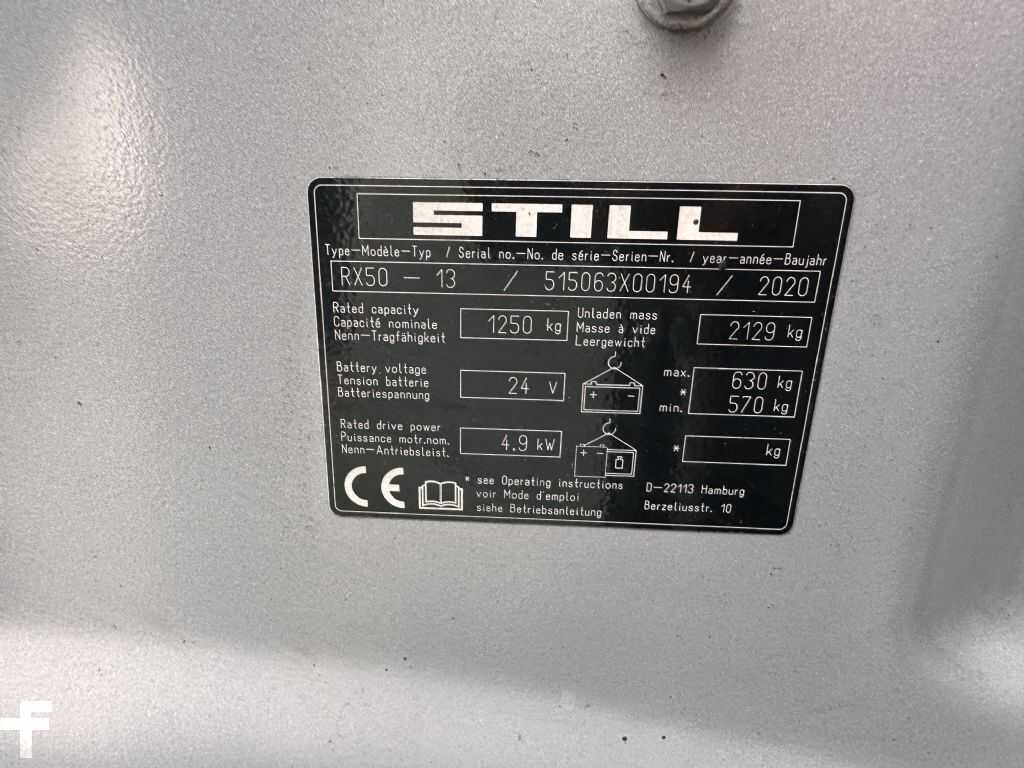 STILL
Type-Modèle-Typ / Serial no.-No. de série-Serien-Nr. / year-année-Baujahr
RX50 - 13 / 515063X00194 / 2020
Rated capacity
Capacité nominale
Nenn-Tragfähigkeit
1250 kg
Unladen mass
Masse à vide
Leergewicht
2129 kg
Battery voltage
Tension batterie
Batteriespannung
24 V
+ -
max. 630 kg
*
min. 570 kg
Rated drive power
Puissance motr.nom.
Nenn-Antriebsleist.
4.9 kW
+ -
* kg
CE
* see Operating instructions
voir Mode d'emploi
siehe Betriebsanleitung
D-22113 Hamburg
Berzeliusstr. 10
F